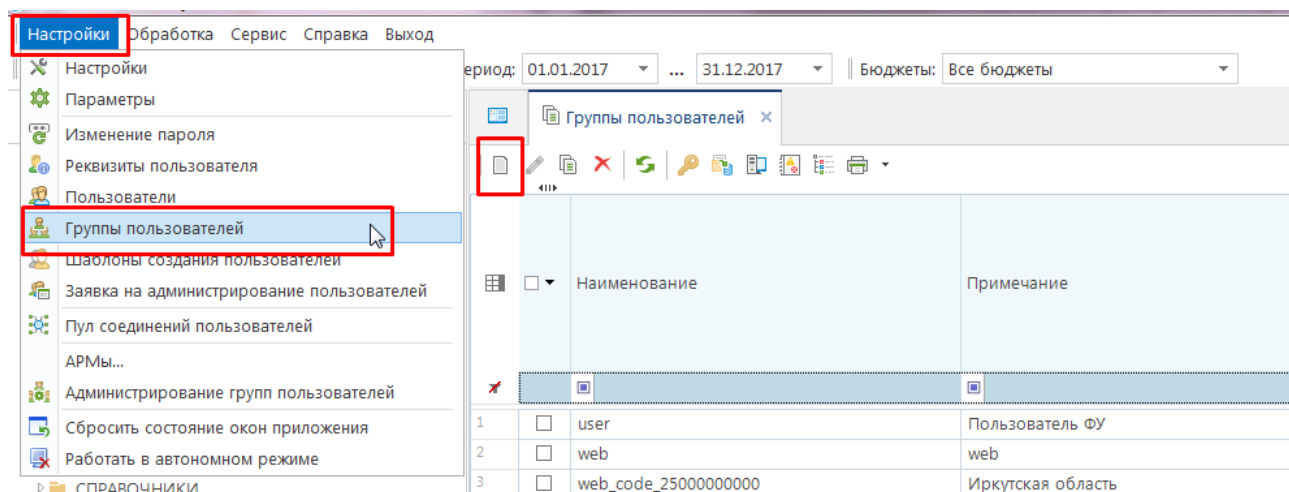 Настройки Обработка Сервис Справка Выход
Настройки
Параметры
Изменение пароля
Реквизиты пользователя
Пользователи
Группы пользователей
Шаблоны создания пользователей
Заявка на администрирование пользователей
Пул соединений пользователей
АРМы...
Администрирование групп пользователей
Сбросить состояние окон приложения
Работать в автономном режиме
СПРАВОЧНИКИ
ериод: 01.01.2017 ... 31.12.2017 Бюджеты: Все бюджеты
Группы пользователей
Наименование Примечание
1 user Пользователь ФУ
2 web web
3 web_code_25000000000 Иркутская область